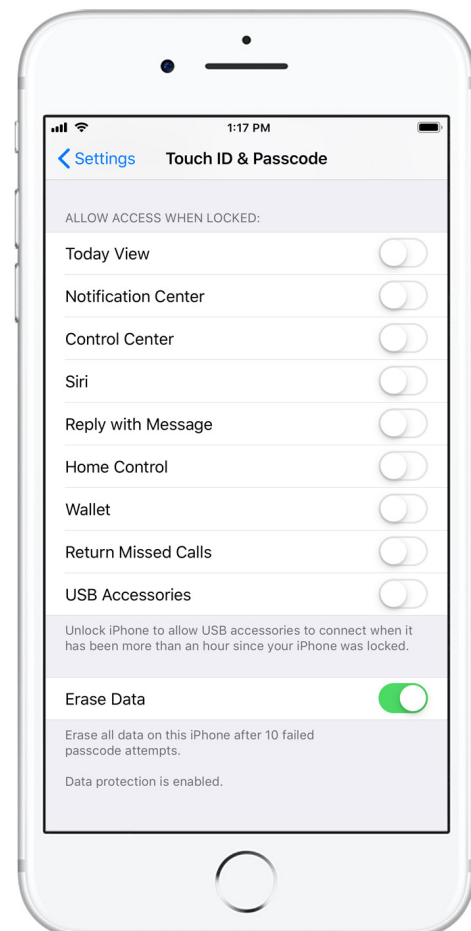 1:17 PM
Settings Touch ID & Passcode
ALLOW ACCESS WHEN LOCKED:
Today View
Notification Center
Control Center
Siri
Reply with Message
Home Control
Wallet
Return Missed Calls
USB Accessories
Unlock iPhone to allow USB accessories to connect when it
has been more than an hour since your iPhone was locked.
Erase Data
Erase all data on this iPhone after 10 failed
passcode attempts.
Data protection is enabled.